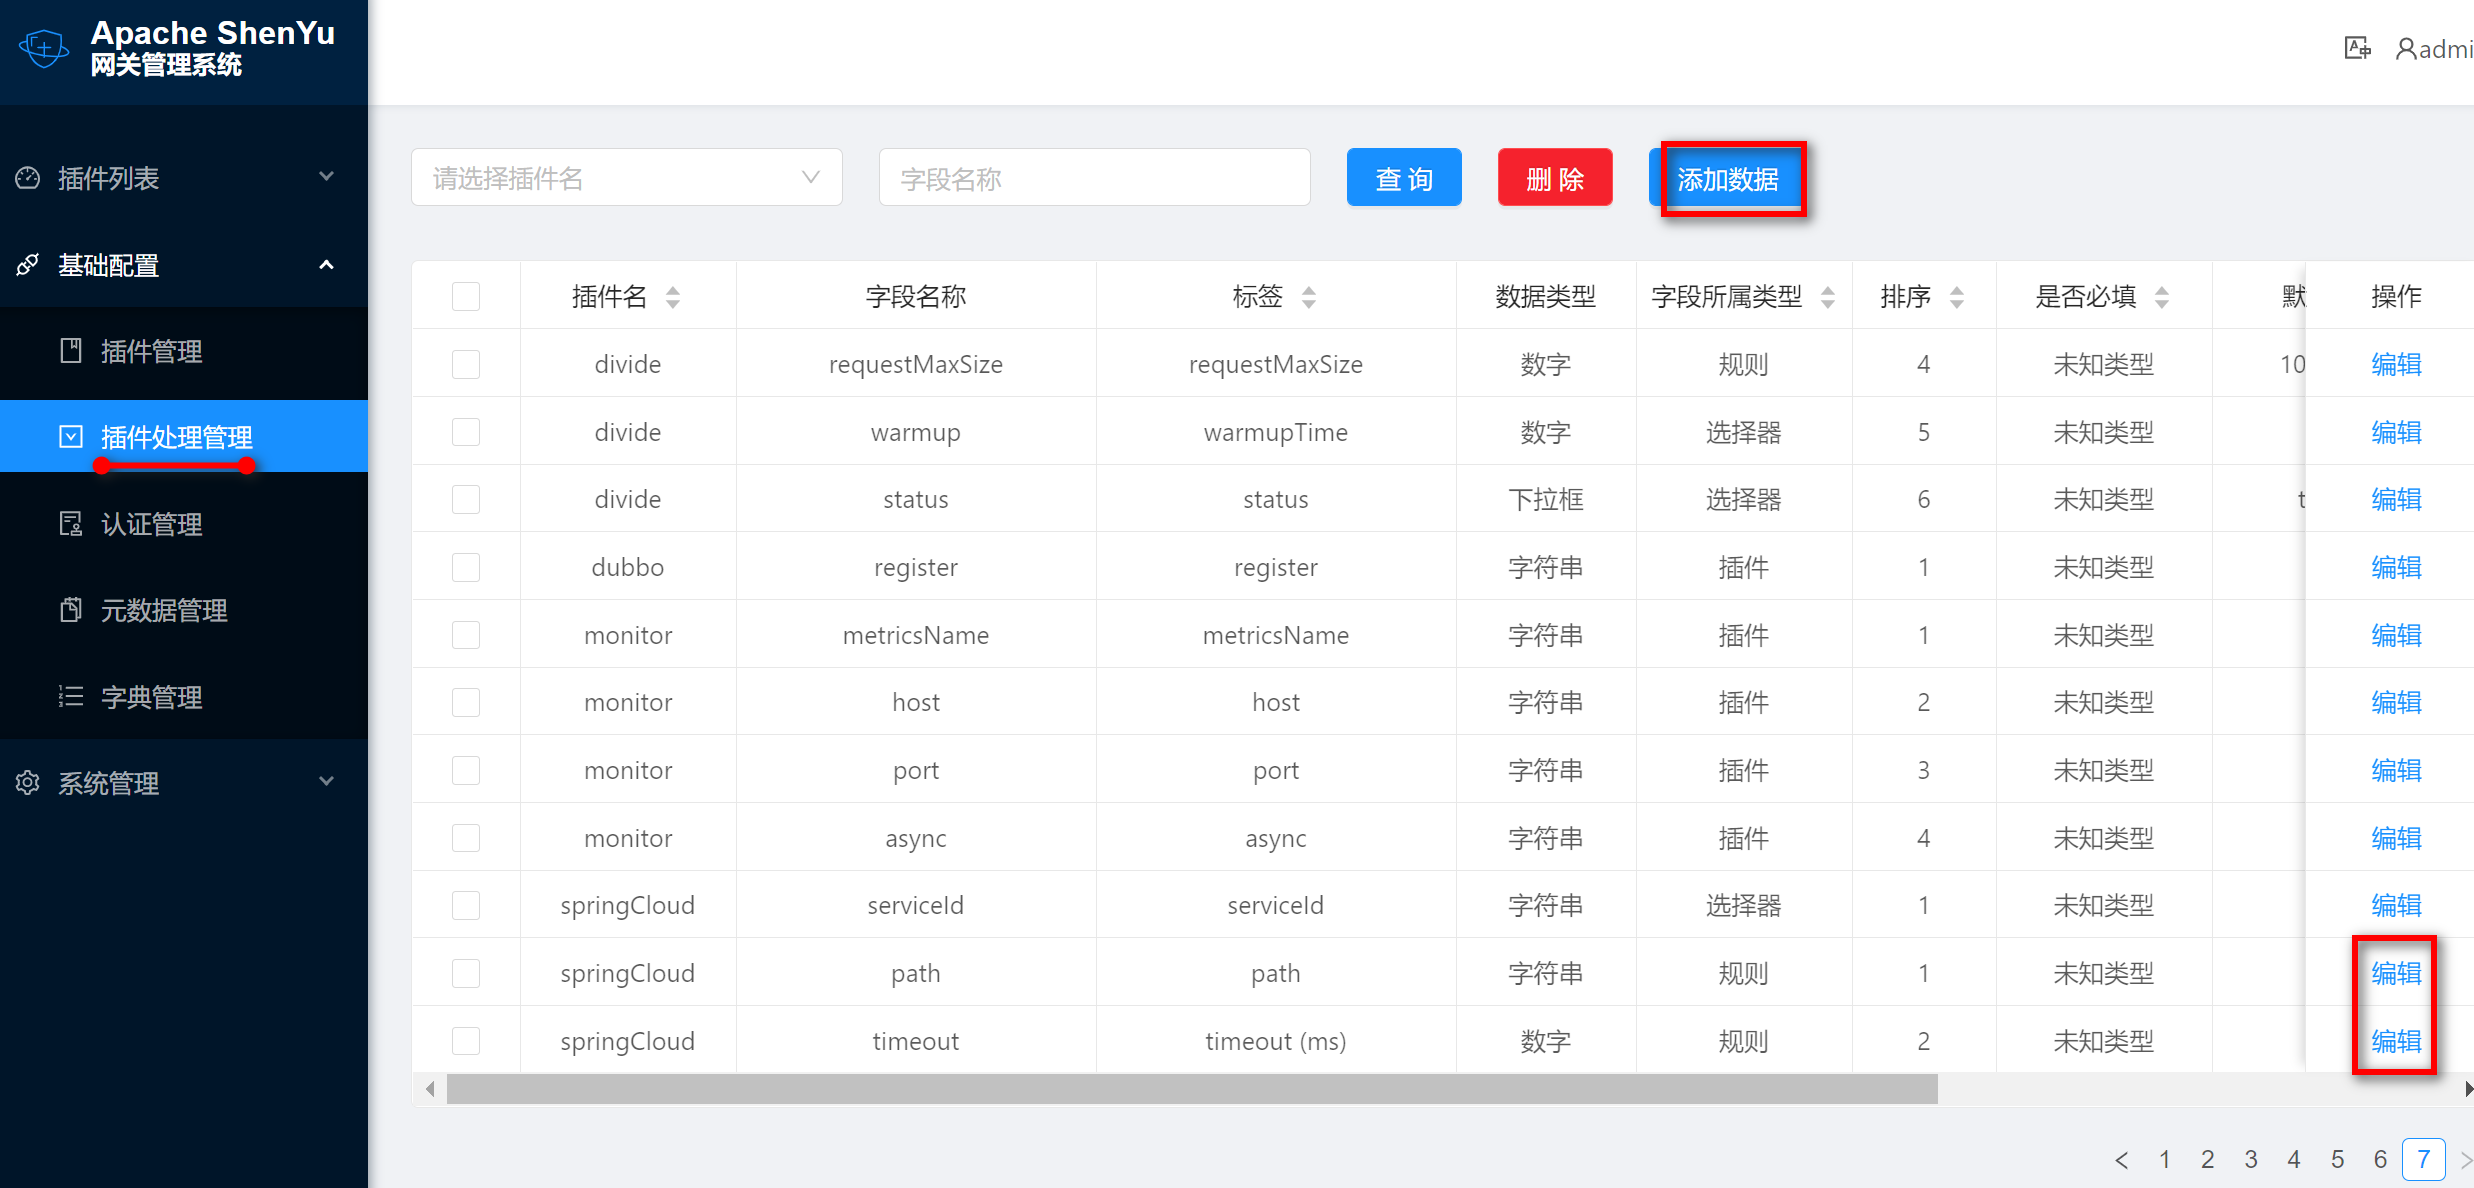 Apache ShenYu
网关管理系统
admi
插件列表
基础配置
插件管理
插件处理管理
认证管理
元数据管理
字典管理
系统管理
请选择插件名
字段名称
查 询
删 除
添加数据
插件名 字段名称 标签 数据类型 字段所属类型 排序 是否必填 默 操作
divide requestMaxSize requestMaxSize 数字 规则 4 未知类型 10 编辑
divide warmup warmupTime 数字 选择器 5 未知类型 编辑
divide status status 下拉框 选择器 6 未知类型 t 编辑
dubbo register register 字符串 插件 1 未知类型 编辑
monitor metricsName metricsName 字符串 插件 1 未知类型 编辑
monitor host host 字符串 插件 2 未知类型 编辑
monitor port port 字符串 插件 3 未知类型 编辑
monitor async async 字符串 插件 4 未知类型 编辑
springCloud serviceId serviceId 字符串 选择器 1 未知类型 编辑
springCloud path path 字符串 规则 1 未知类型 编辑
springCloud timeout timeout (ms) 数字 规则 2 未知类型 编辑
< 1 2 3 4 5 6 7 >